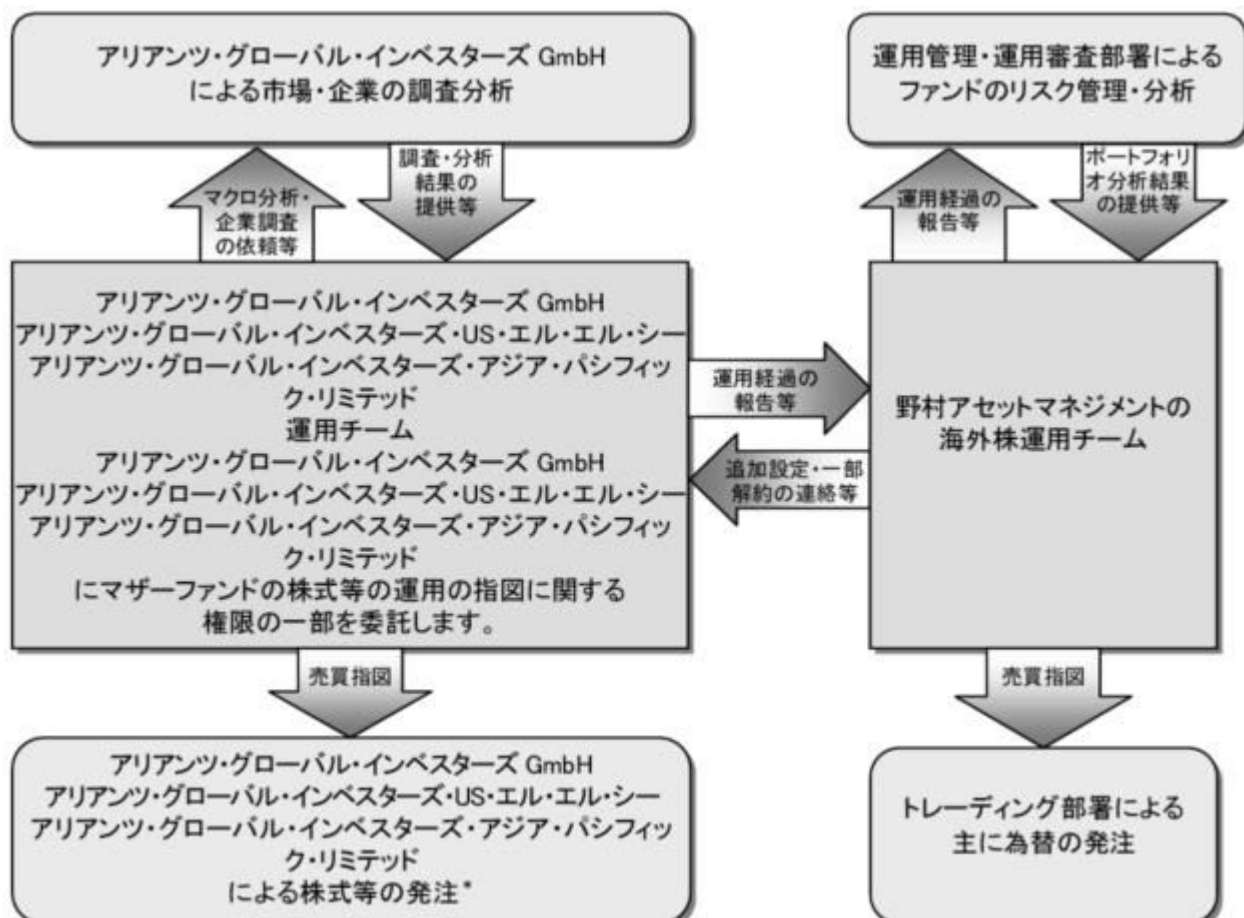 アリアンツ・グローバル・インベスターズ GmbH
による市場・企業の調査分析
運用管理・運用審査部署による
ファンドのリスク管理・分析
マクロ分析・
企業調査
の依頼等
調査・分析
結果の
提供等
運用経過の
報告等
ポートフォリ
オ分析結果
の提供等
アリアンツ・グローバル・インベスターズ GmbH
アリアンツ・グローバル・インベスターズ・US・エル・エル・シー
アリアンツ・グローバル・インベスターズ・アジア・パシフィッ
ク・リミテッド
運用チーム
アリアンツ・グローバル・インベスターズ GmbH
アリアンツ・グローバル・インベスターズ・US・エル・エル・シー
アリアンツ・グローバル・インベスターズ・アジア・パシフィッ
ク・リミテッド
にマザーファンドの株式等の運用の指図に関する
権限の一部を委託します。
運用経過の
報告等
追加設定・一部
解約の連絡等
野村アセットマネジメントの
海外株運用チーム
売買指図
売買指図
アリアンツ・グローバル・インベスターズ GmbH
アリアンツ・グローバル・インベスターズ・US・エル・エル・シー
アリアンツ・グローバル・インベスターズ・アジア・パシフィッ
ク・リミテッド
による株式等の発注*
トレーディング部署による
主に為替の発注